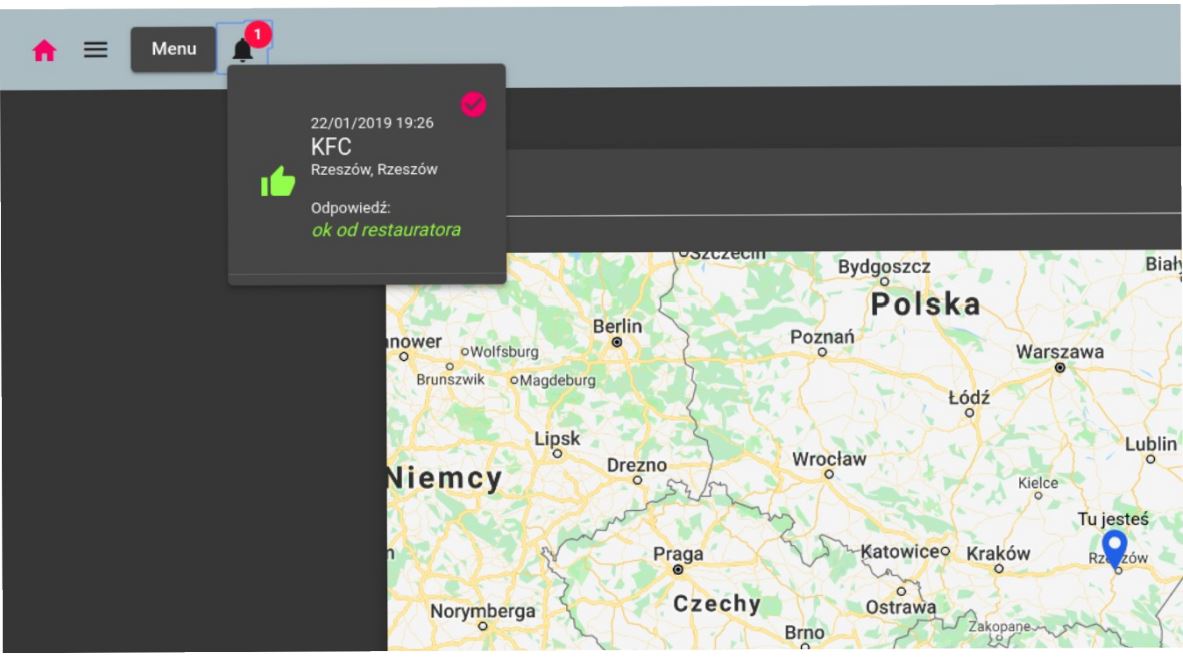 1
Menu
22/01/2019 19:26
KFC
Rzeszów, Rzeszów
Odpowiedź:
ok od restauratora
Szczecin
Bydgoszcz
Biały
Polska
Berlin
nower
Wolfsburg
Poznań
Warszawa
Brunszwik
Magdeburg
Łódź
Lipsk
Lublin
Drezno
Wrocław
Niemcy
Kielce
Tu jesteś
Praga
Katowice
Kraków
Rzeszów
Czechy
Norymberga
Ostrawa
Zakopane
Brno